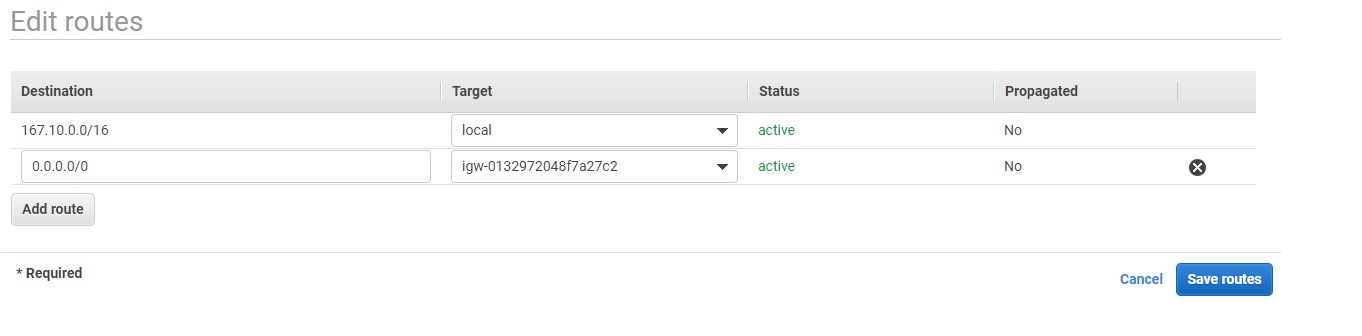 Edit routes
Destination Target Status Propagated
167.10.0.0/16 local active No
0.0.0.0/0 igw-0132972048f7a27c2 active No
Add route
* Required
Cancel Save routes